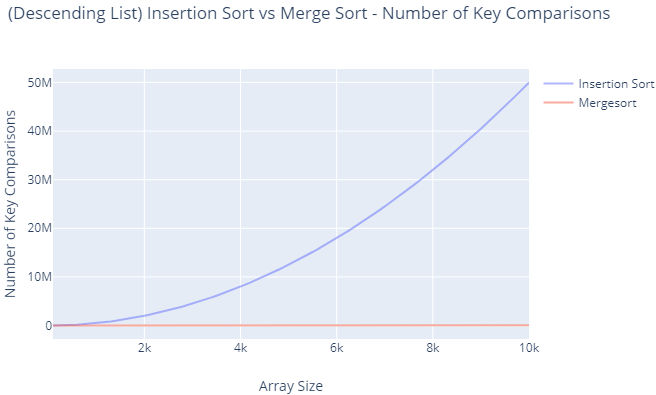 (Descending List) Insertion Sort vs Merge Sort - Number of Key Comparisons
Insertion Sort
Mergesort
Number of Key Comparisons
50M
40M
30M
20M
10M
0
2k
4k
6k
8k
10k
Array Size